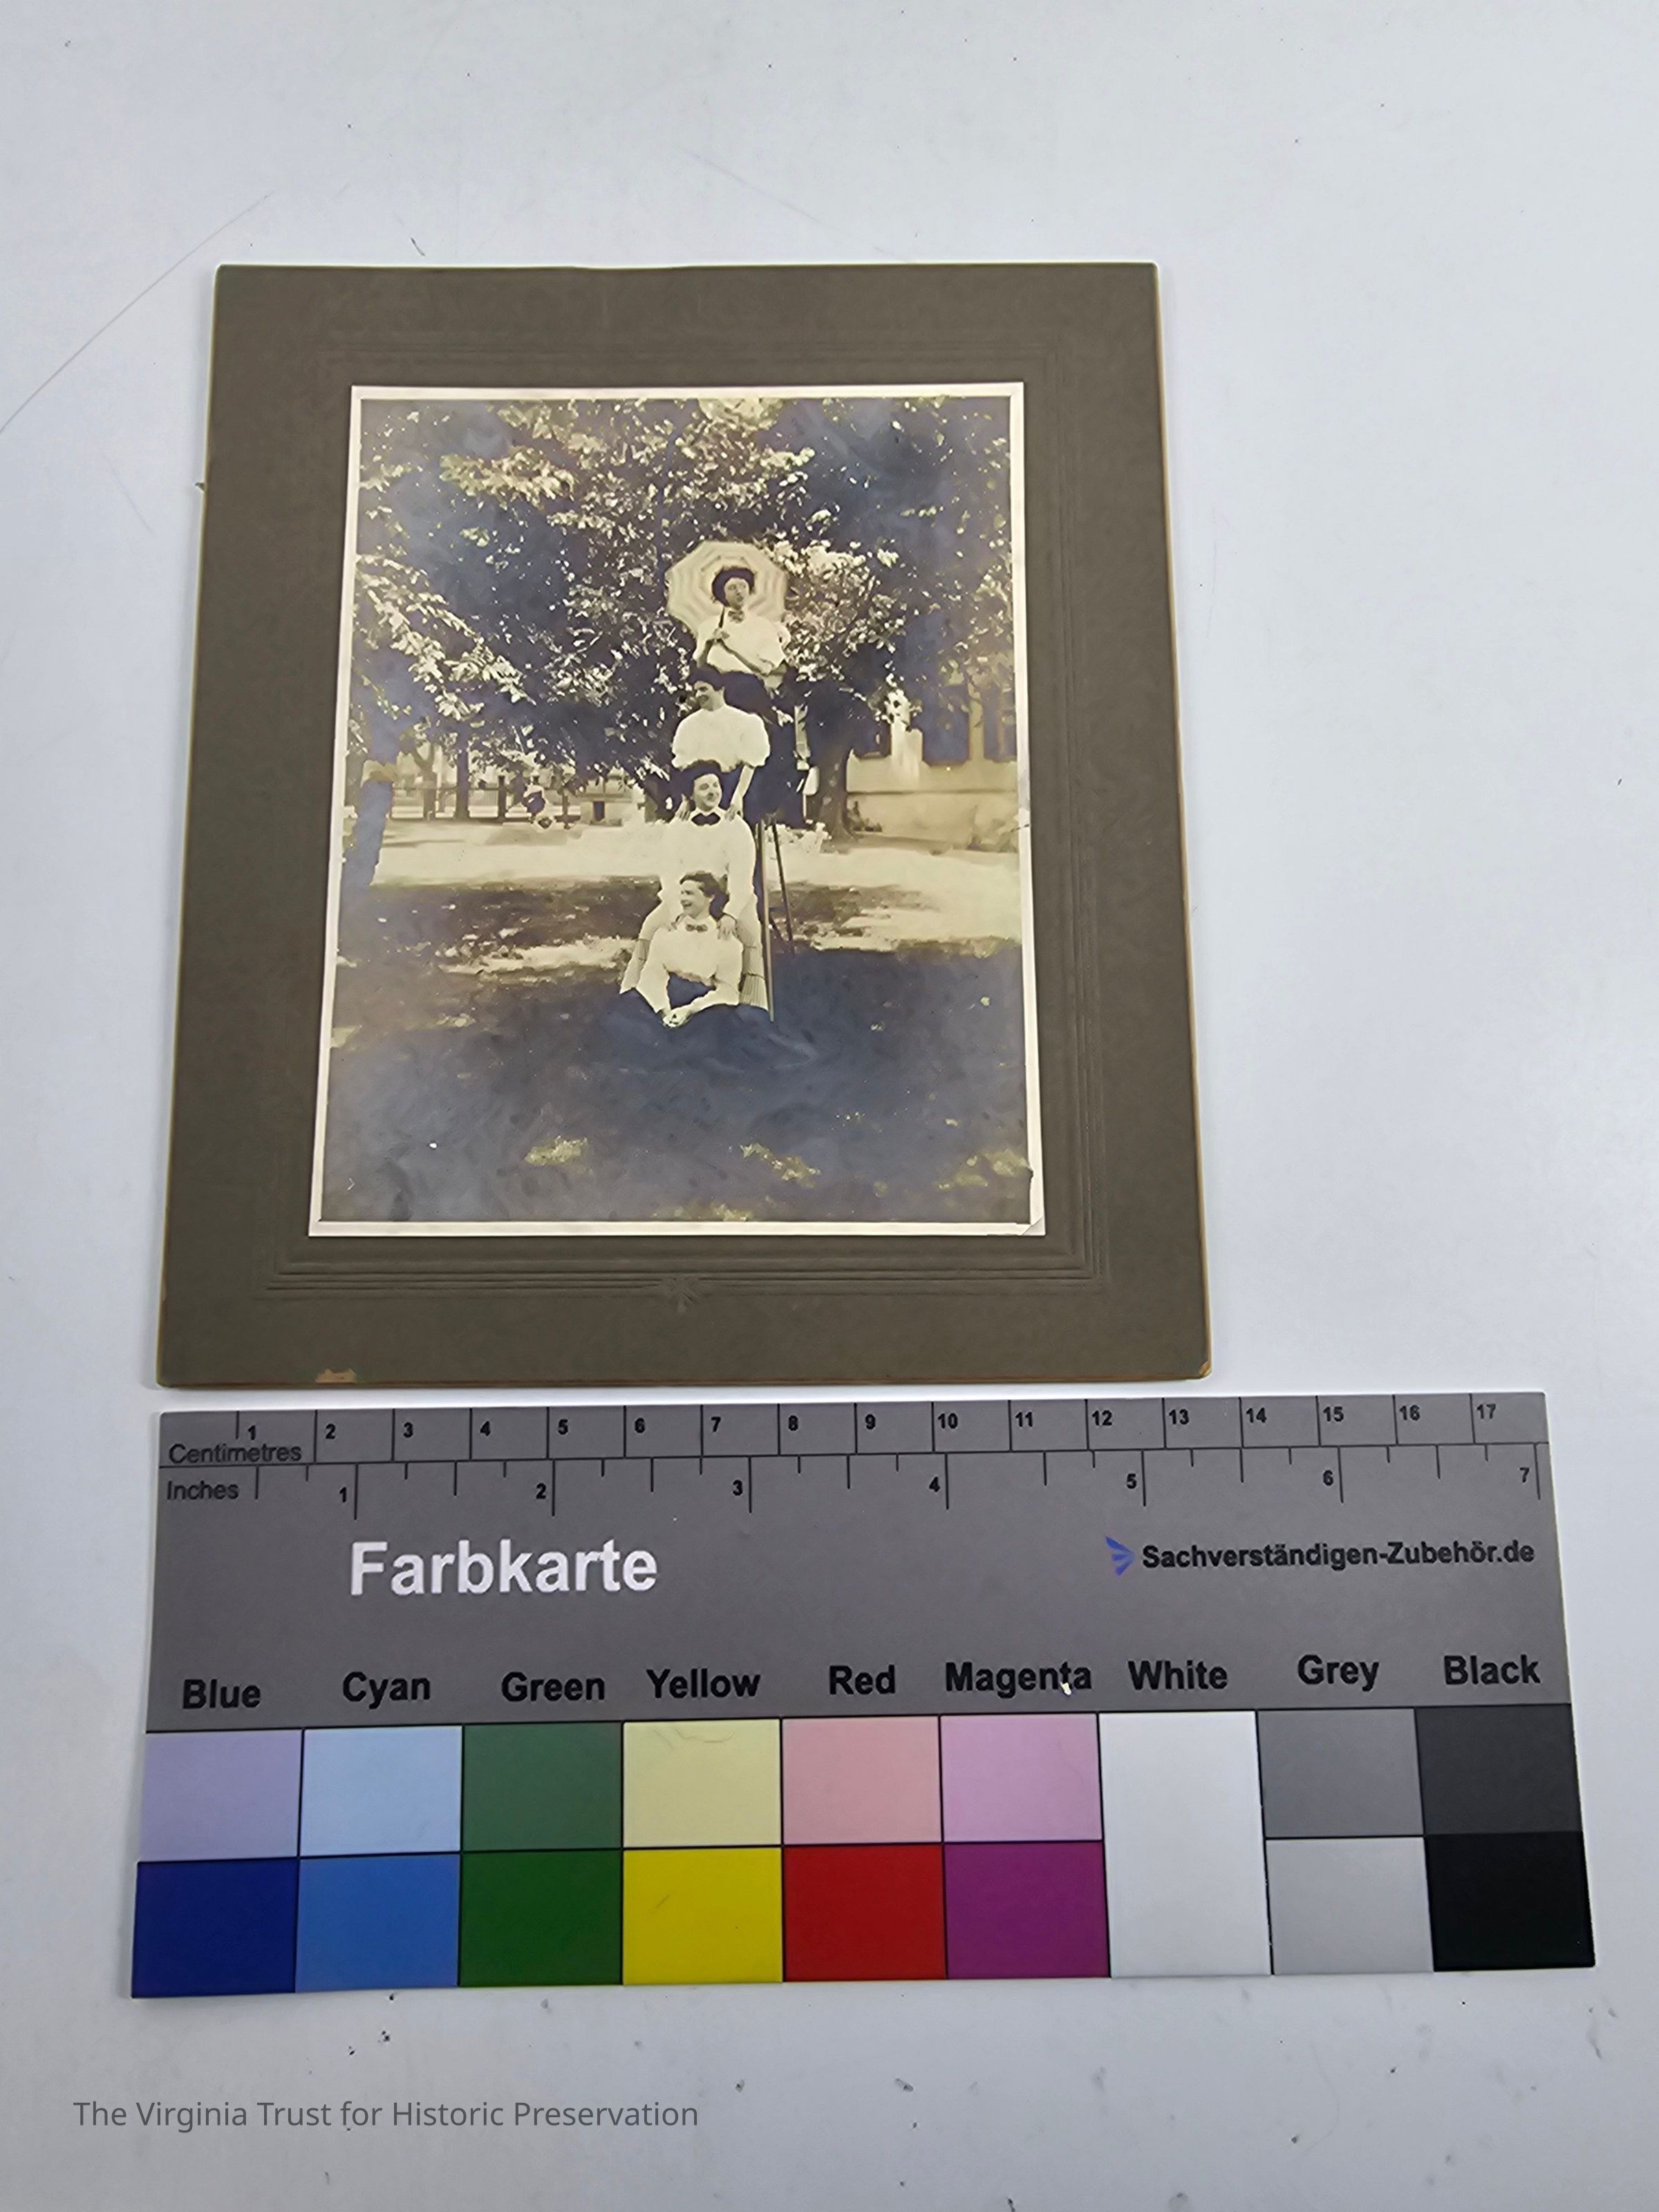 1 2 3 4 5 6 7 8 9 10 11 12 13 14 15 16 17
Centimetres
Inches 1 2 3 4 5 6 7
Farbkarte
Sachverständigen-Zubehör.de
Blue Cyan Green Yellow Red Magenta White Grey Black
The Virginia Trust for Historic Preservation